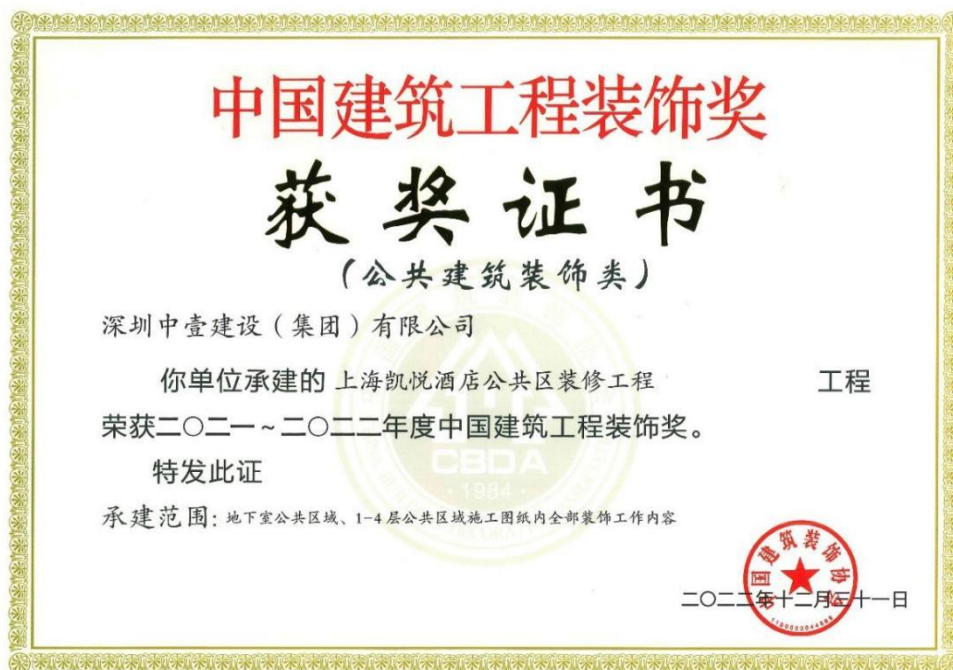 中国建筑工程装饰奖
获奖证书
（公共建筑装饰类）
深圳中壹建设（集团）有限公司
你单位承建的 上海凯悦酒店公共区装修工程 工程
荣获二〇二一～二〇二二年度中国建筑工程装饰奖。
特发此证
承建范围：地下室公共区域、1-4层公共区域施工图纸内全部装饰工作内容
CBDA
·1984·
中国建筑装饰协会
二〇二二年十二月三十一日